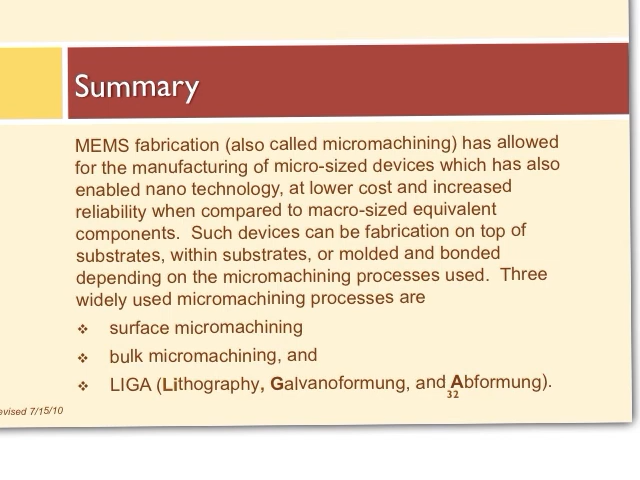 Summary
MEMS fabrication (also called micromachining) has allowed
for the manufacturing of micro-sized devices which has also
enabled nano technology, at lower cost and increased
reliability when compared to macro-sized equivalent
components. Such devices can be fabrication on top of
substrates, within substrates, or molded and bonded
depending on the micromachining processes used. Three
widely used micromachining processes are
❖ surface micromachining
❖ bulk micromachining, and
❖ LIGA (Lithography, Galvanoformung, and Abformung).
32
evised 7/15/10